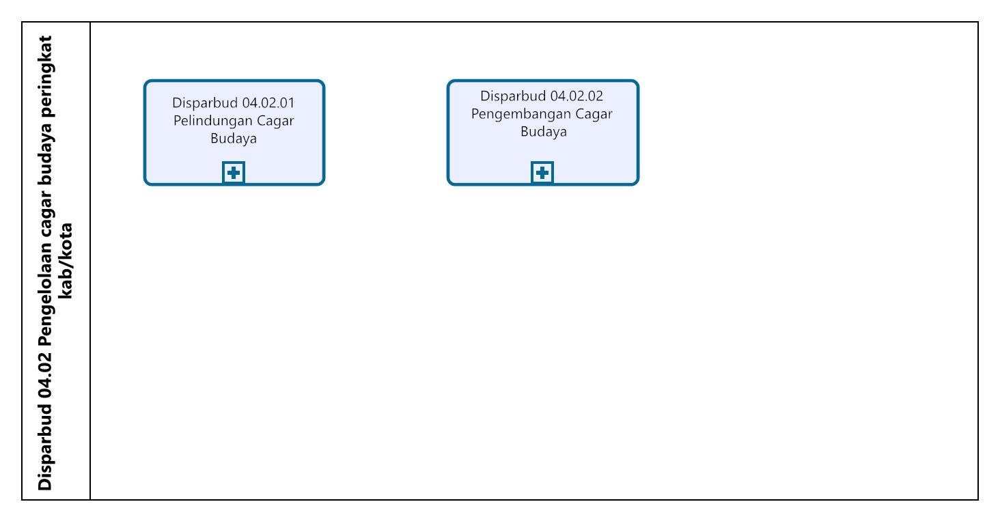 Disparbud 04.02 Pengelolaan cagar budaya peringkat
kab/kota
Disparbud 04.02.01
Pelindungan Cagar
Budaya
Disparbud 04.02.02
Pengembangan Cagar
Budaya